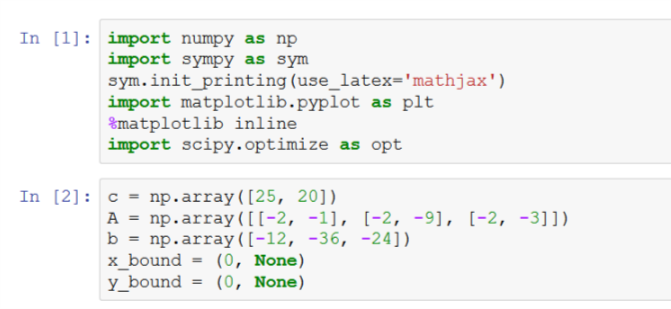 In [1]: import numpy as np
import sympy as sym
sym.init_printing(use_latex='mathjax')
import matplotlib.pyplot as plt
%matplotlib inline
import scipy.optimize as opt
In [2]: c = np.array([25, 20])
A = np.array([[-2, -1], [-2, -9], [-2, -3]])
b = np.array([-12, -36, -24])
x_bound = (0, None)
y_bound = (0, None)